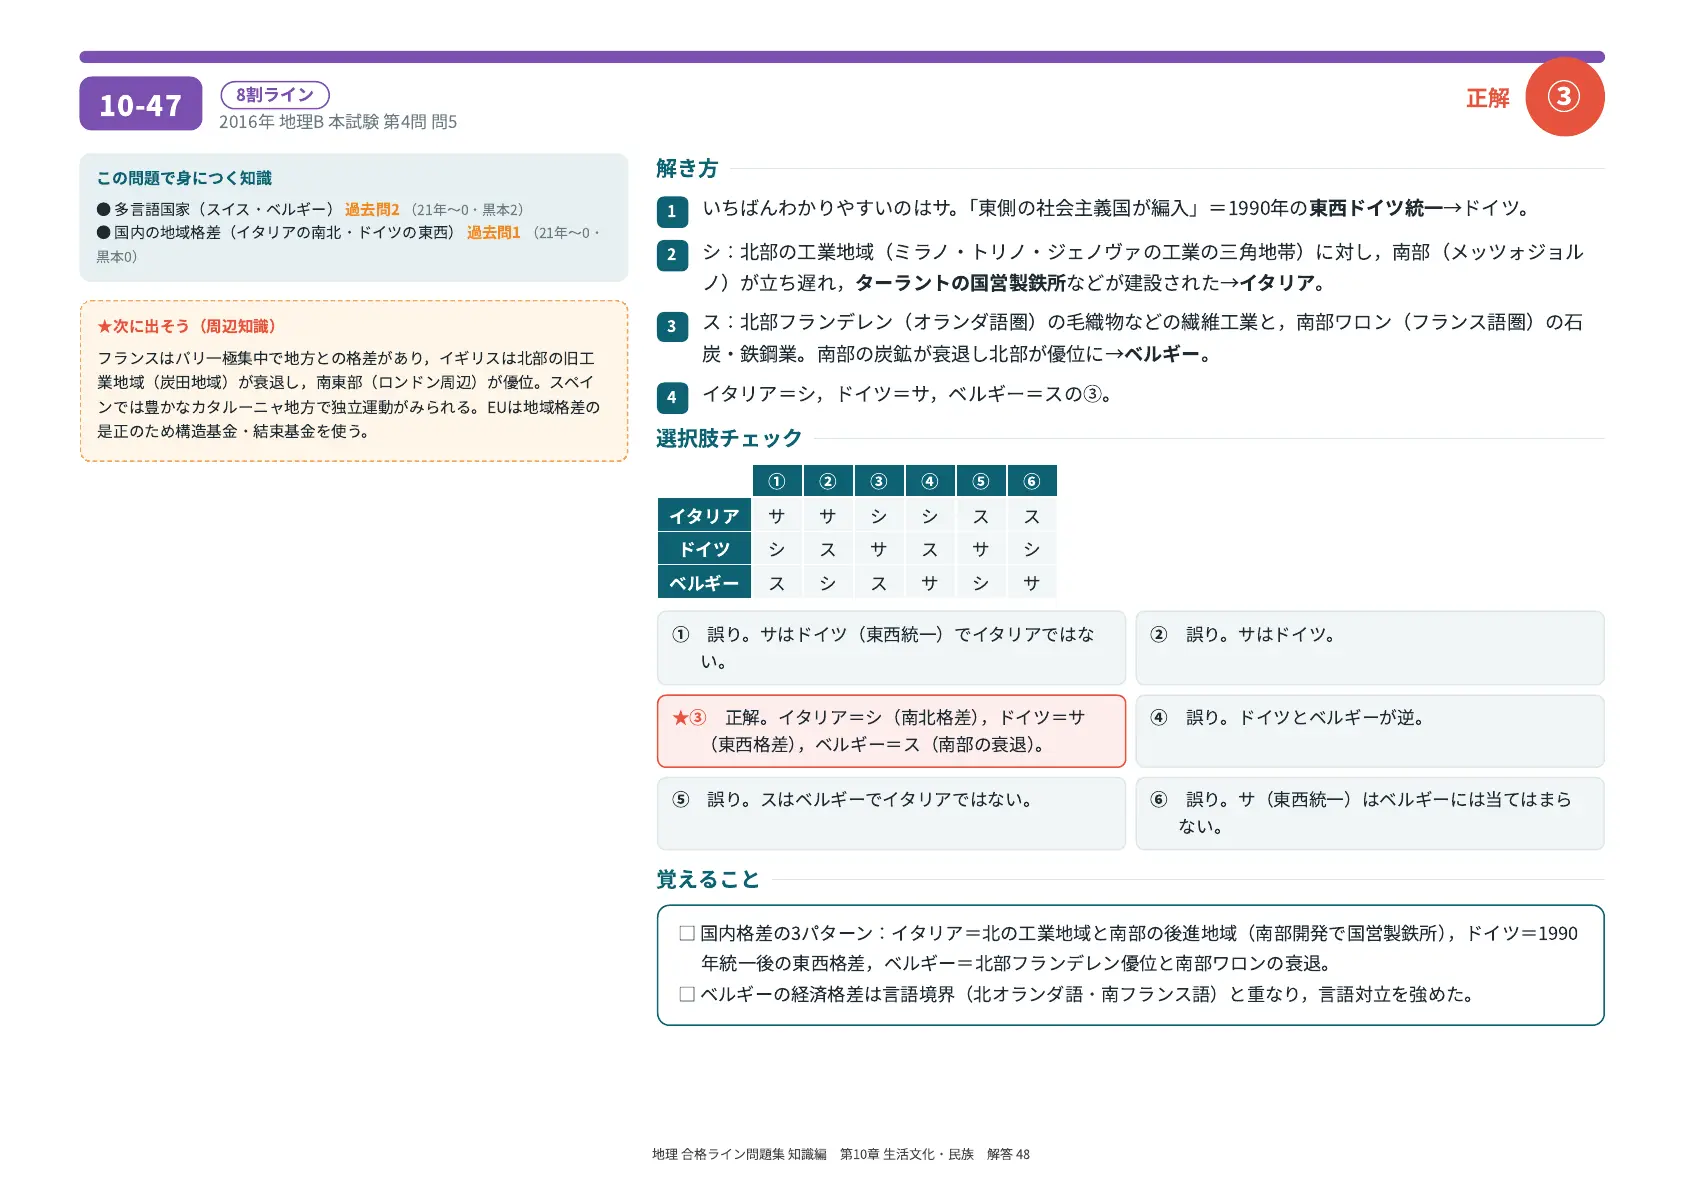 10-47
8割ライン
2016年 地理B 本試験 第4問 問5
正解 ③
この問題で身につく知識
● 多言語国家（スイス・ベルギー） 過去問2 （21年〜0・黒本2）
● 国内の地域格差（イタリアの南北・ドイツの東西） 過去問1 （21年〜0・
黒本0）
★次に出そう（周辺知識）
フランスはパリ一極集中で地方との格差があり，イギリスは北部の旧工
業地域（炭田地域）が衰退し，南東部（ロンドン周辺）が優位。スペイ
ンでは豊かなカタルーニャ地方で独立運動がみられる。EUは地域格差の
是正のため構造基金・結束基金を使う。
解き方
1 いちばんわかりやすいのはサ。「東側の社会主義国が編入」＝1990年の東西ドイツ統一→ドイツ。
2 シ：北部の工業地域（ミラノ・トリノ・ジェノヴァの工業の三角地帯）に対し，南部（メッツォジョル
ノ）が立ち遅れ，ターラントの国営製鉄所などが建設された→イタリア。
3 ス：北部フランデレン（オランダ語圏）の毛織物などの繊維工業と，南部ワロン（フランス語圏）の石
炭・鉄鋼業。南部の炭鉱が衰退し北部が優位に→ベルギー。
4 イタリア＝シ，ドイツ＝サ，ベルギー＝スの③。
選択肢チェック
① ② ③ ④ ⑤ ⑥
イタリア サ サ シ シ ス ス
ドイツ シ ス サ ス サ シ
ベルギー ス シ ス サ シ サ
① 誤り。サはドイツ（東西統一）でイタリアではな
い。
② 誤り。サはドイツ。
★③ 正解。イタリア＝シ（南北格差），ドイツ＝サ
（東西格差），ベルギー＝ス（南部の衰退）。
④ 誤り。ドイツとベルギーが逆。
⑤ 誤り。スはベルギーでイタリアではない。
⑥ 誤り。サ（東西統一）はベルギーには当てはまら
ない。
覚えること
□ 国内格差の3パターン：イタリア＝北の工業地域と南部の後進地域（南部開発で国営製鉄所），ドイツ＝1990
年統一後の東西格差，ベルギー＝北部フランデレン優位と南部ワロンの衰退。
□ ベルギーの経済格差は言語境界（北オランダ語・南フランス語）と重なり，言語対立を強めた。
地理 合格ライン問題集 知識編 第10章 生活文化・民族 解答 48